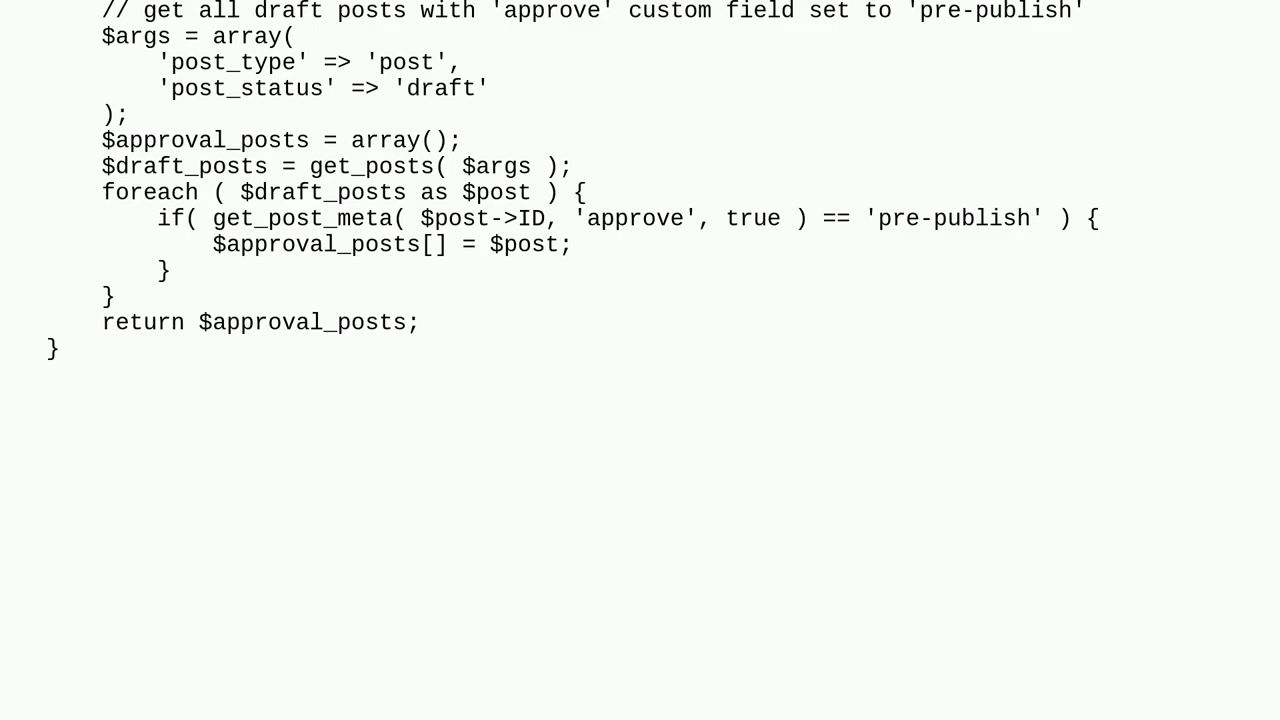 // get all draft posts with 'approve' custom field set to 'pre-publish'
$args = array(
'post_type' => 'post',
'post_status' => 'draft'
);
$approval_posts = array();
$draft_posts = get_posts( $args );
foreach ( $draft_posts as $post ) {
if( get_post_meta( $post->ID, 'approve', true ) == 'pre-publish' ) {
$approval_posts[] = $post;
}
}
return $approval_posts;
}